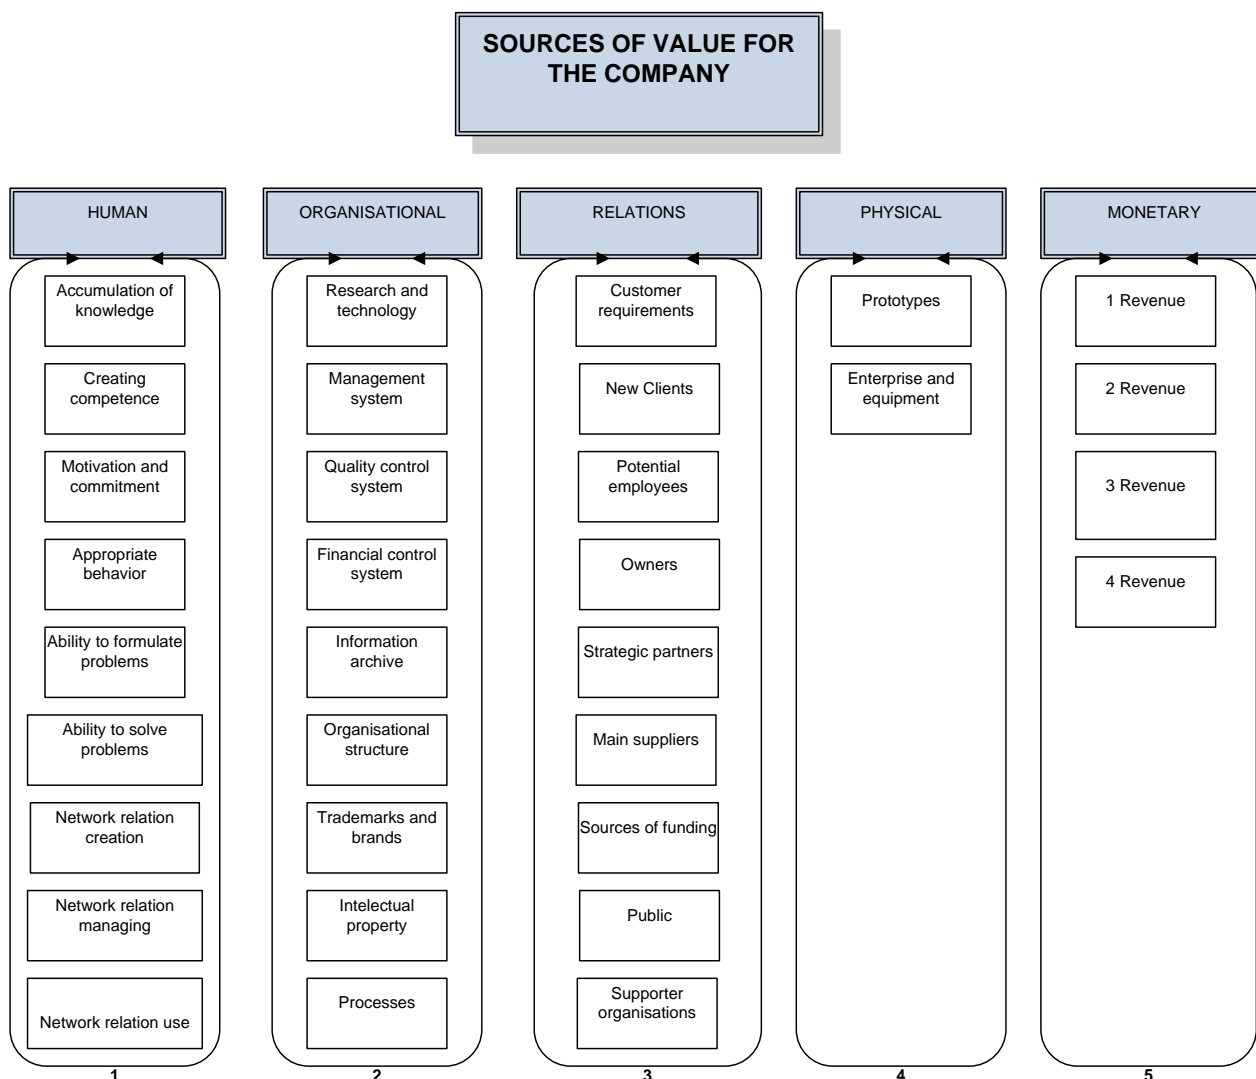 SOURCES OF VALUE FOR
THE COMPANY
HUMAN
Accumulation of
knowledge
Creating
competence
Motivation and
commitment
Appropriate
behavior
Ability to formulate
problems
Ability to solve
problems
Network relation
creation
Network relation
managing
Network relation use
1
ORGANISATIONAL
Research and
technology
Management
system
Quality control
system
Financial control
system
Information
archive
Organisational
structure
Trademarks and
brands
Intelectual
property
Processes
2
RELATIONS
Customer
requirements
New Clients
Potential
employees
Owners
Strategic partners
Main suppliers
Sources of funding
Public
Supporter
organisations
3
PHYSICAL
Prototypes
Enterprise and
equipment
4
MONETARY
1 Revenue
2 Revenue
3 Revenue
4 Revenue
5